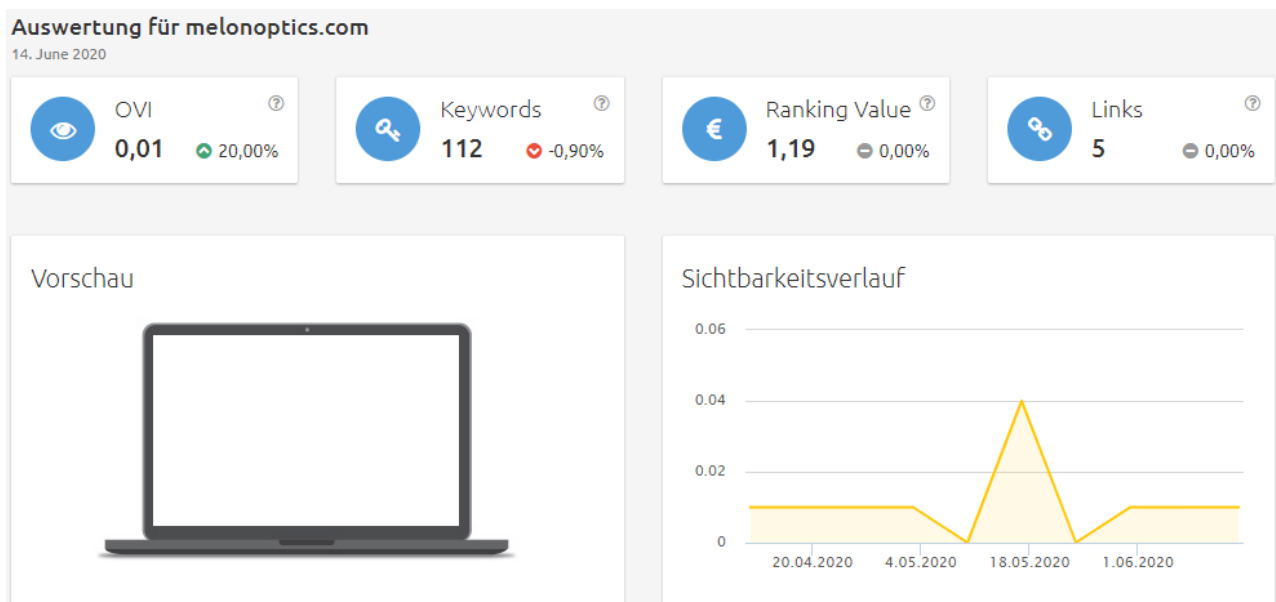 Auswertung für melonoptics.com
14. June 2020
OVI
0,01 20,00%
Keywords
112 -0,90%
Ranking Value
€
1,19 0,00%
Links
5 0,00%
Vorschau
Sichtbarkeitsverlauf
0.06
0.04
0.02
0
20.04.2020 4.05.2020 18.05.2020 1.06.2020